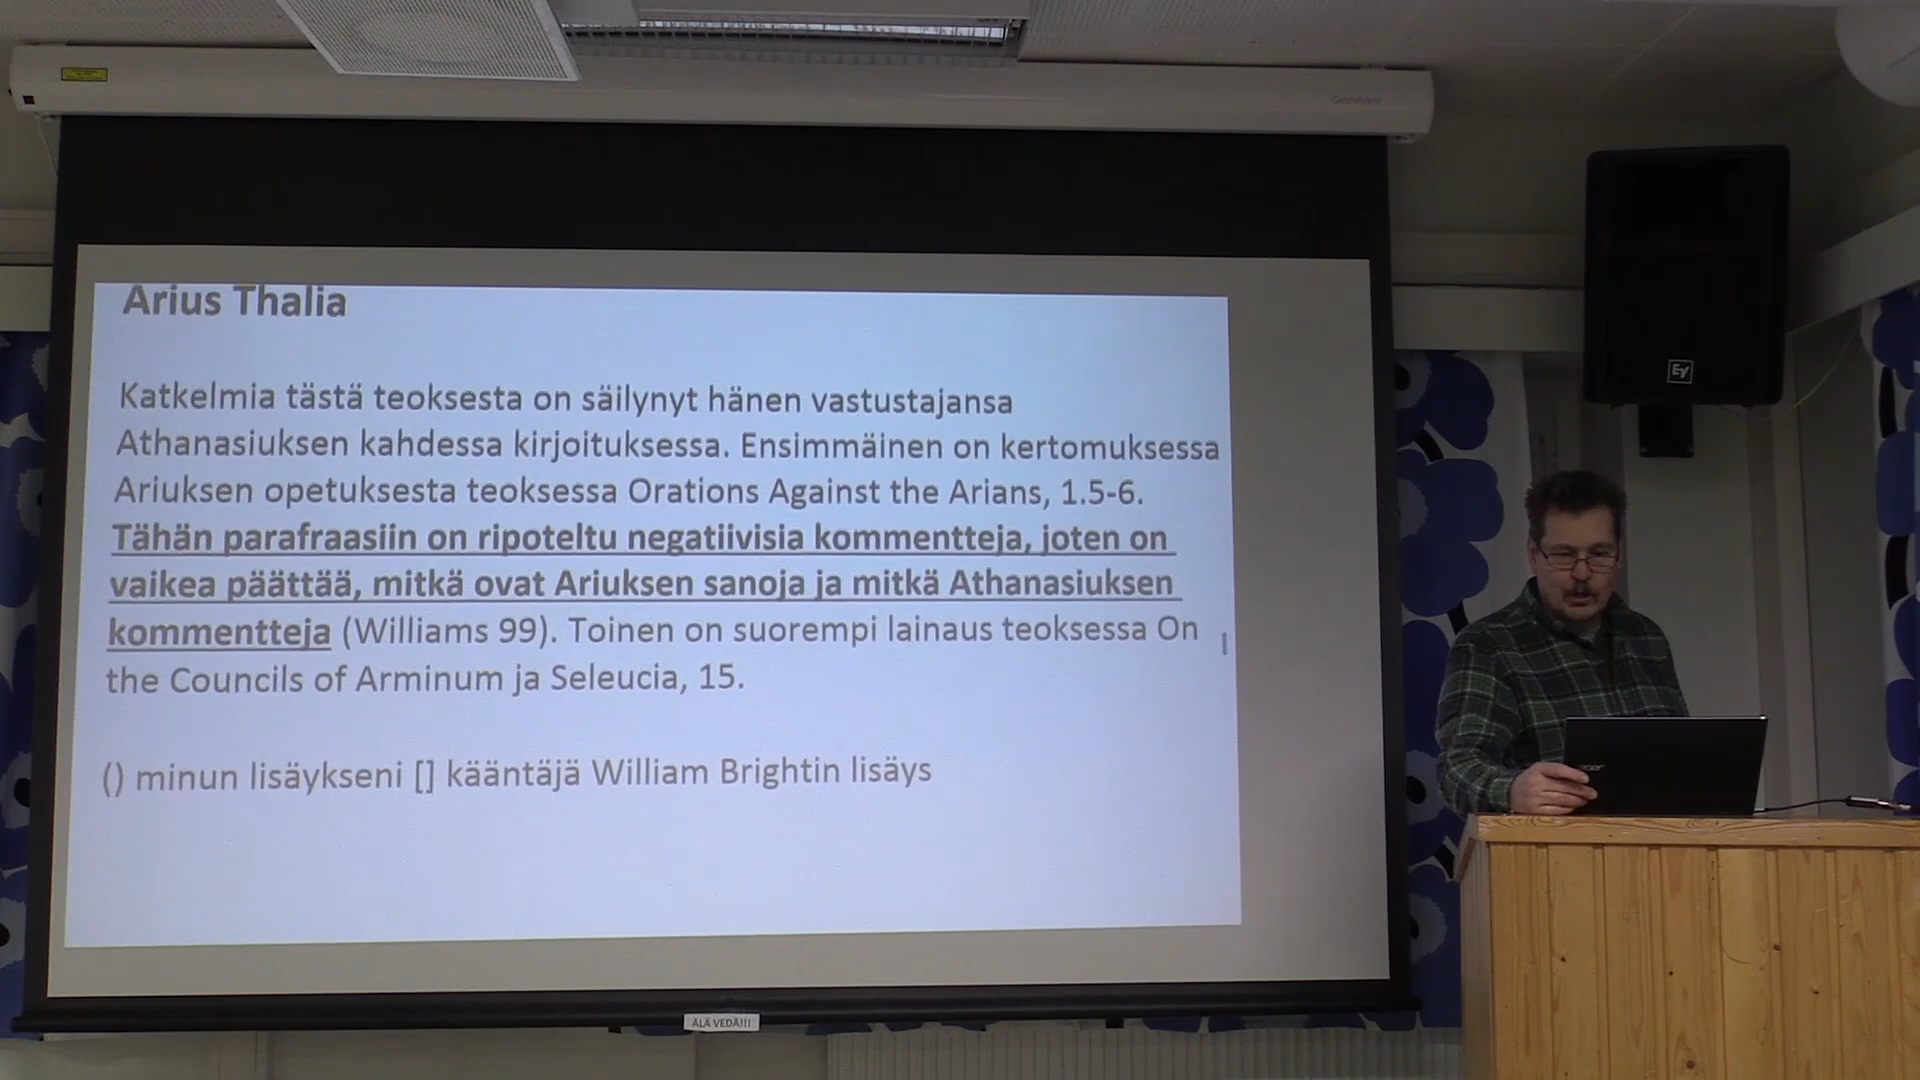 Arius Thalia
Katkelmia tästä teoksesta on säilynyt hänen vastustajansa
Athanasiuksen kahdessa kirjoituksessa. Ensimmäinen on kertomuksessa
Ariuksen opetuksesta teoksessa Orations Against the Arians, 1.5-6.
Tähän parafraasiin on ripoteltu negatiivisia kommentteja, joten on
vaikea päättää, mitkä ovat Ariuksen sanoja ja mitkä Athanasiuksen
kommentteja (Williams 99). Toinen on suorempi lainaus teoksessa On
the Councils of Arminum ja Seleucia, 15.
() minun lisäykseni [] kääntäjä William Brightin lisäys
ÄLÄ VEDÄ!!!
EV
acer